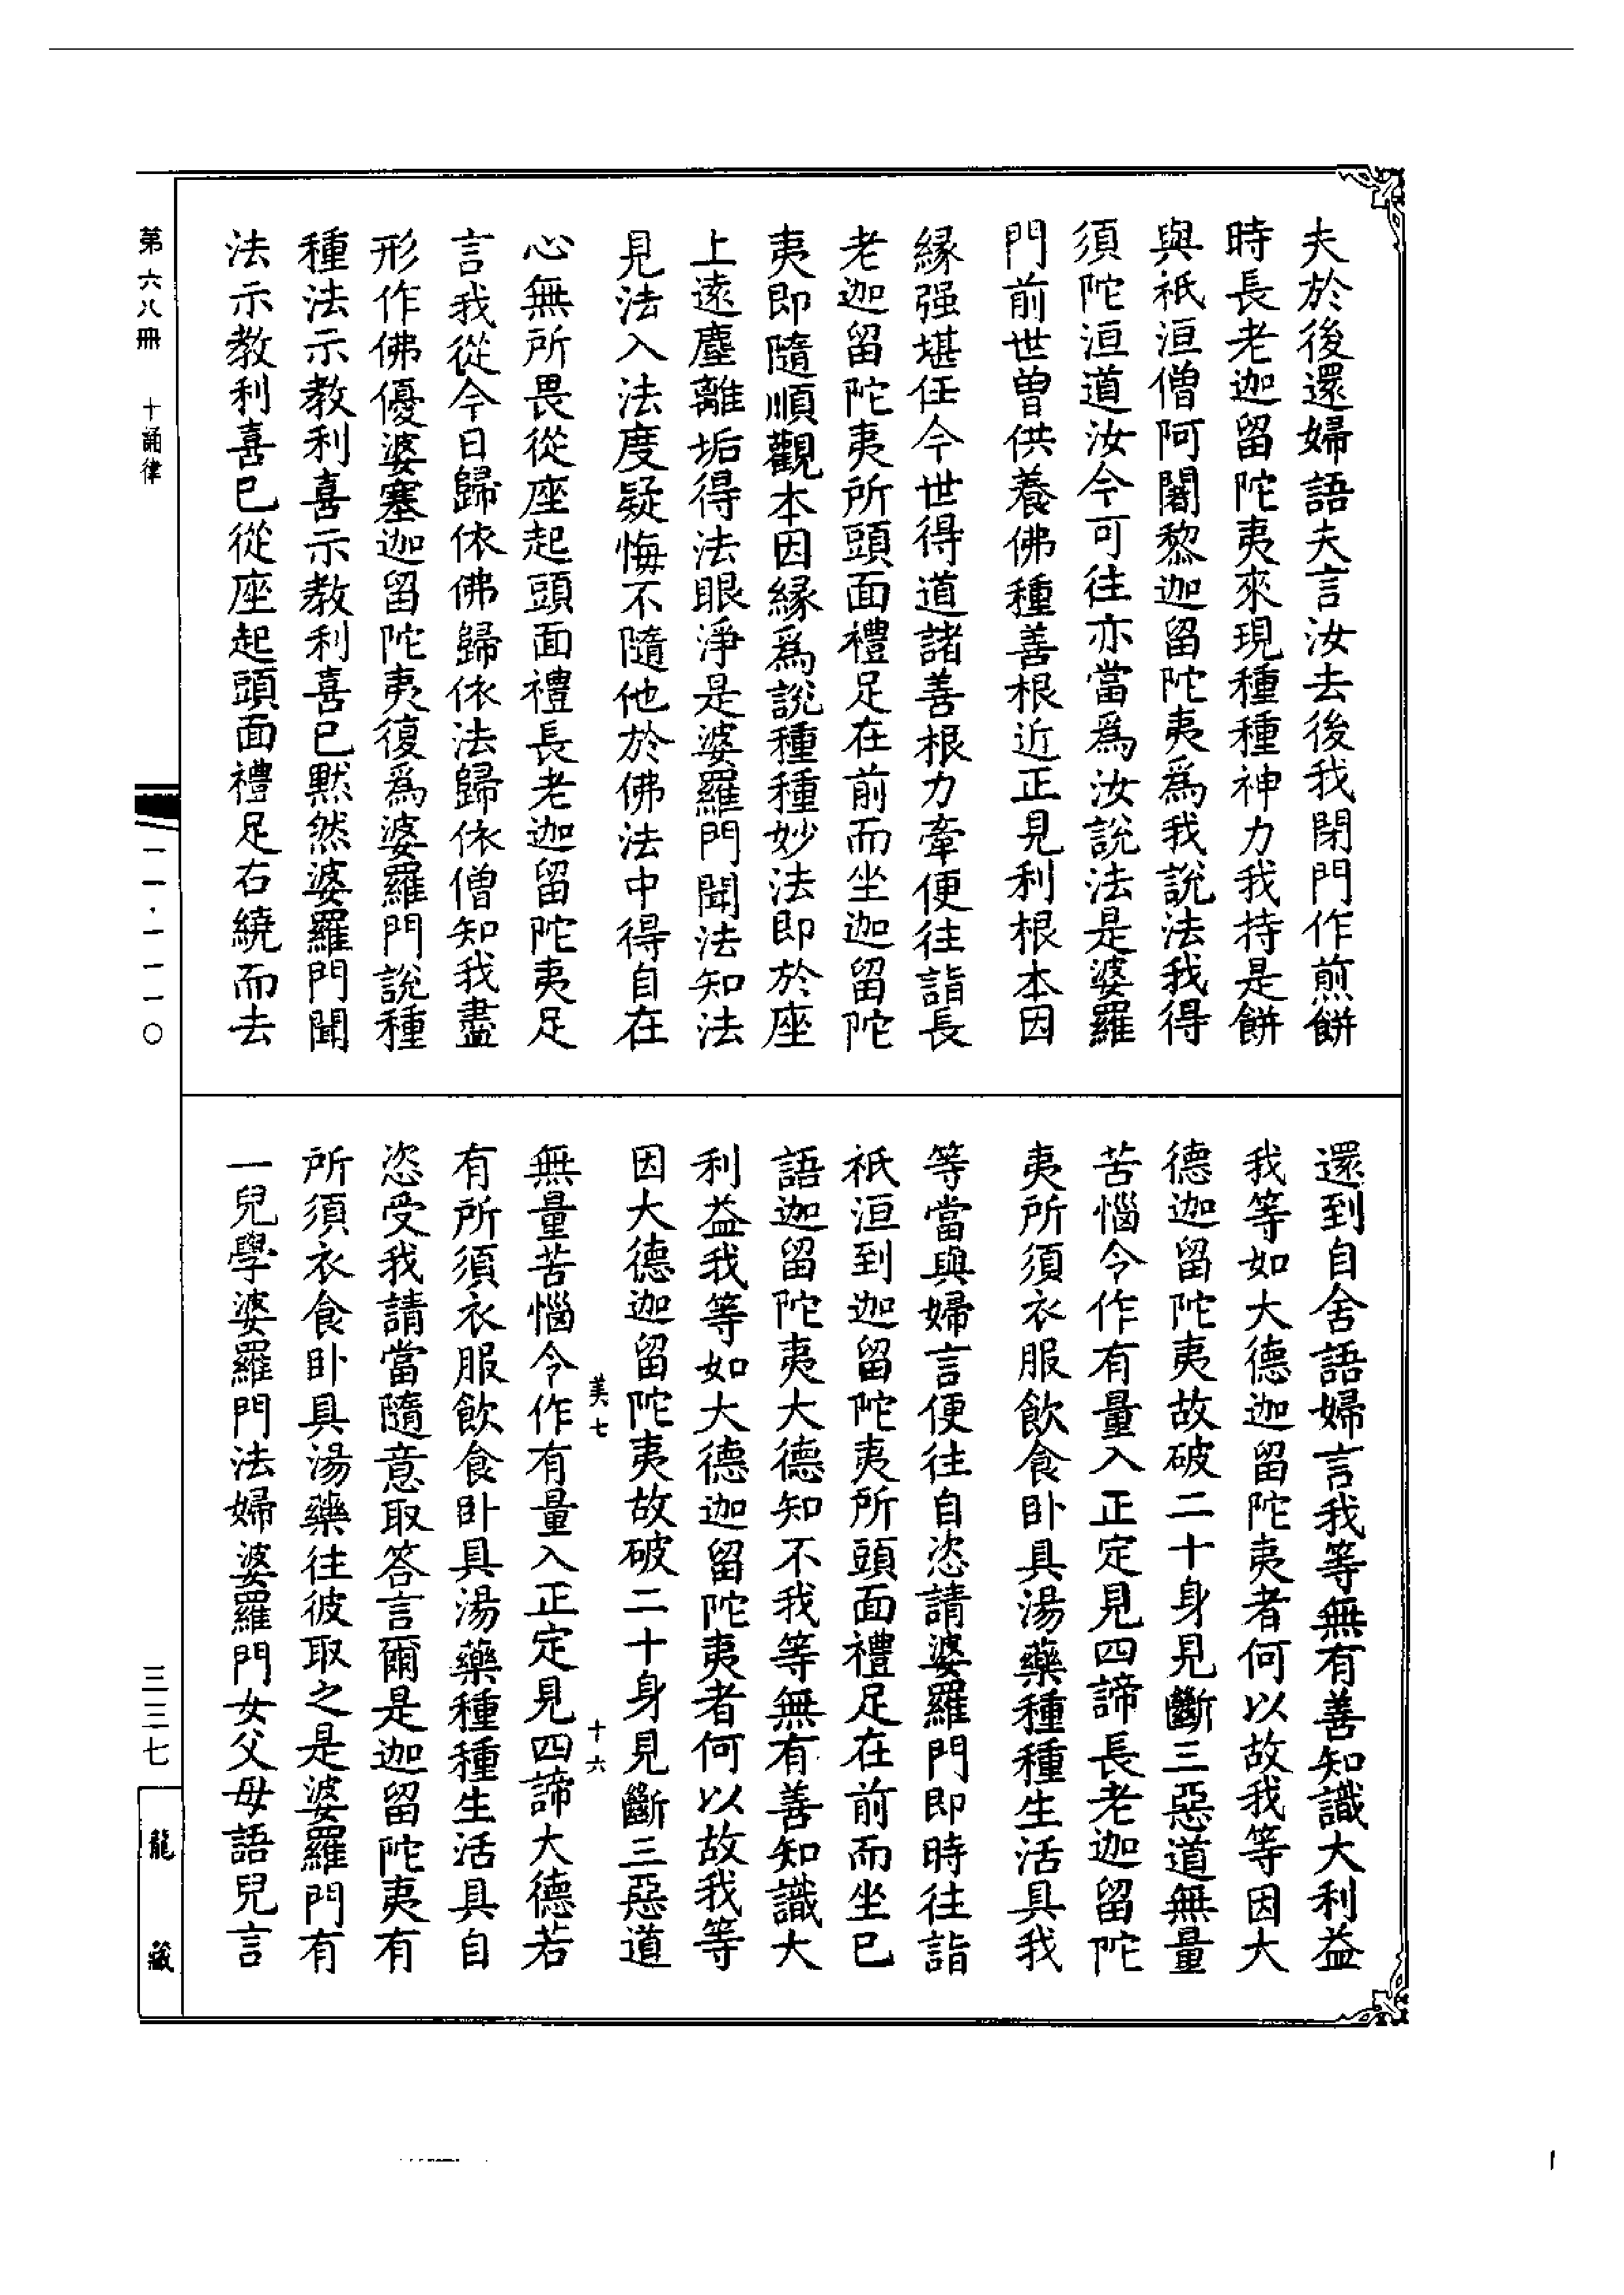 夫於後還婦語夫言汝去後我閉門作煎餅
時長老迦留陀夷來現種種神力我持是餅
與祇洹僧阿闍黎迦留陀夷爲我說法我得
須陀洹道汝今可往亦當爲汝說法是婆羅
門前世曾供養佛種善根近正見利根本因
緣强堪任今世得道諸善根力牽便往詣長
老迦留陀夷所頭面禮足在前而坐迦留陀
夷即隨順觀本因緣爲說種種妙法即於座
上遠塵離垢得法眼淨是婆羅門聞法知法
見法入法度疑悔不隨他於佛法中得自在
心無所畏從座起頭面禮長老迦留陀夷足
言我從今日歸依佛歸依法歸依僧知我盡
形作佛優婆塞迦留陀夷復爲婆羅門說種
種法示教利喜示教利喜已默然婆羅門聞
法示教利喜已從座起頭面禮足右繞而去
還到自舍語婦言我等無有善知識大利益
我等如大德迦留陀夷者何以故我等因大
德迦留陀夷故破二十身見斷三惡道無量
苦惱令作有量入正定見四諦長老迦留陀
夷所須衣服飲食卧具湯藥種種生活具我
等當與婦言便往自恣請婆羅門即時往詣
祇洹到迦留陀夷所頭面禮足在前而坐已
語迦留陀夷大德知不我等無有善知識大
利益我等如大德迦留陀夷者何以故我等
因大德迦留陀夷故破二十身見斷三惡道
美七 十六
無量苦惱令作有量入正定見四諦大德若
有所須衣服飲食卧具湯藥種種生活具自
恣受我請當隨意取答言爾是迦留陀夷有
所須衣食卧具湯藥往彼取之是婆羅門有
一兒學婆羅門法婦婆羅門女父母語兒言
第六八冊 十誦律
一一·一一一〇
三三七
龍藏